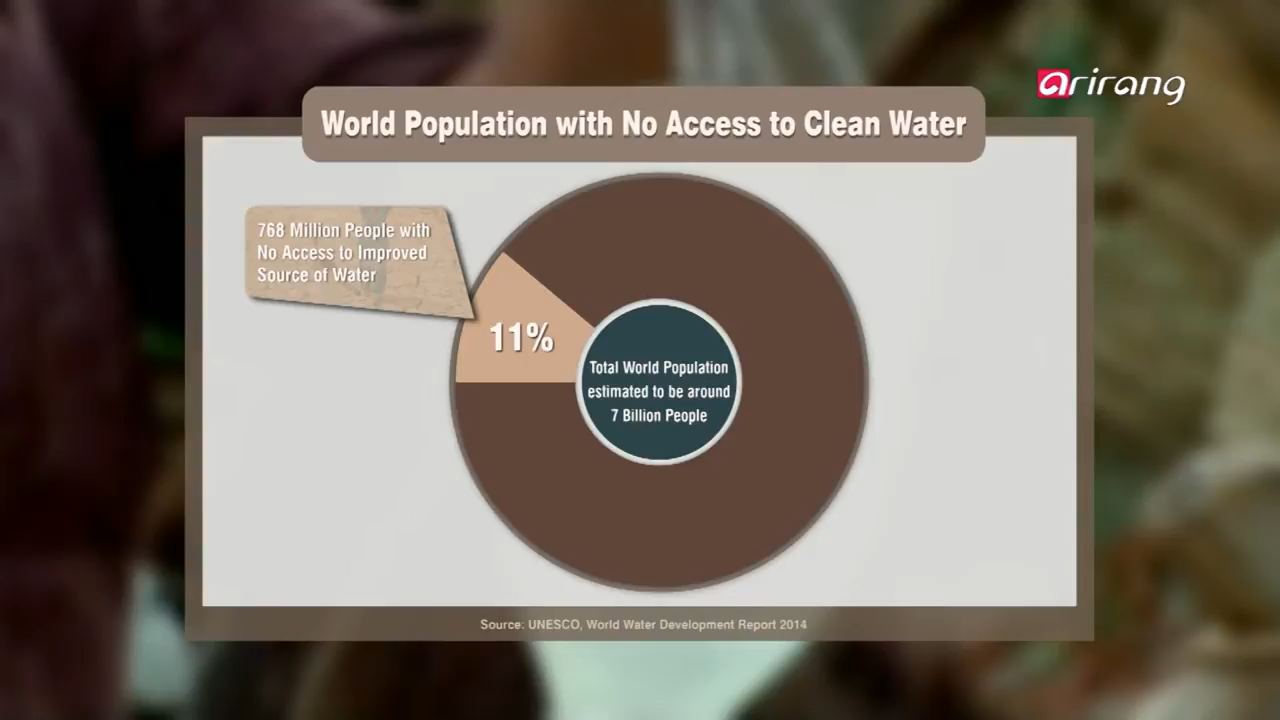 arirang
World Population with No Access to Clean Water
768 Million People with
No Access to Improved
Source of Water
11%
Total World Population
estimated to be around
7 Billion People
Source: UNESCO, World Water Development Report 2014